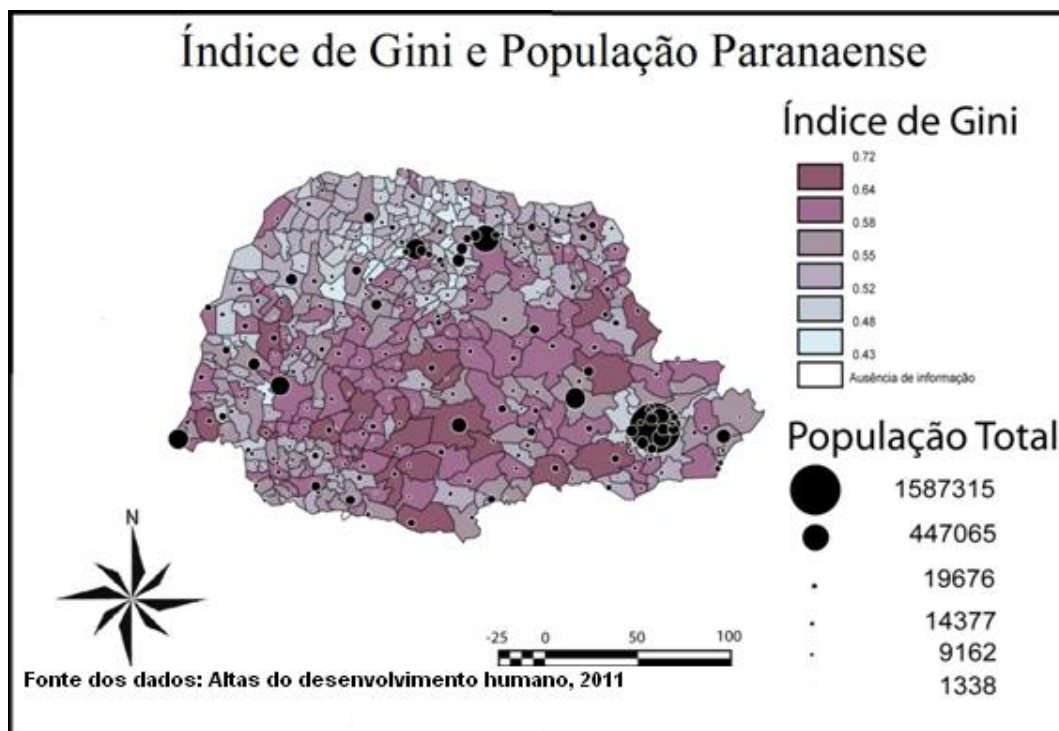 Índice de Gini e População Paranaense
Índice de Gini
0.72
0.64
0.58
0.55
0.52
0.48
0.43
Ausência de informação
População Total
1587315
447065
19676
14377
9162
1338
N
-25 0 50 100
Fonte dos dados: Altas do desenvolvimento humano, 2011